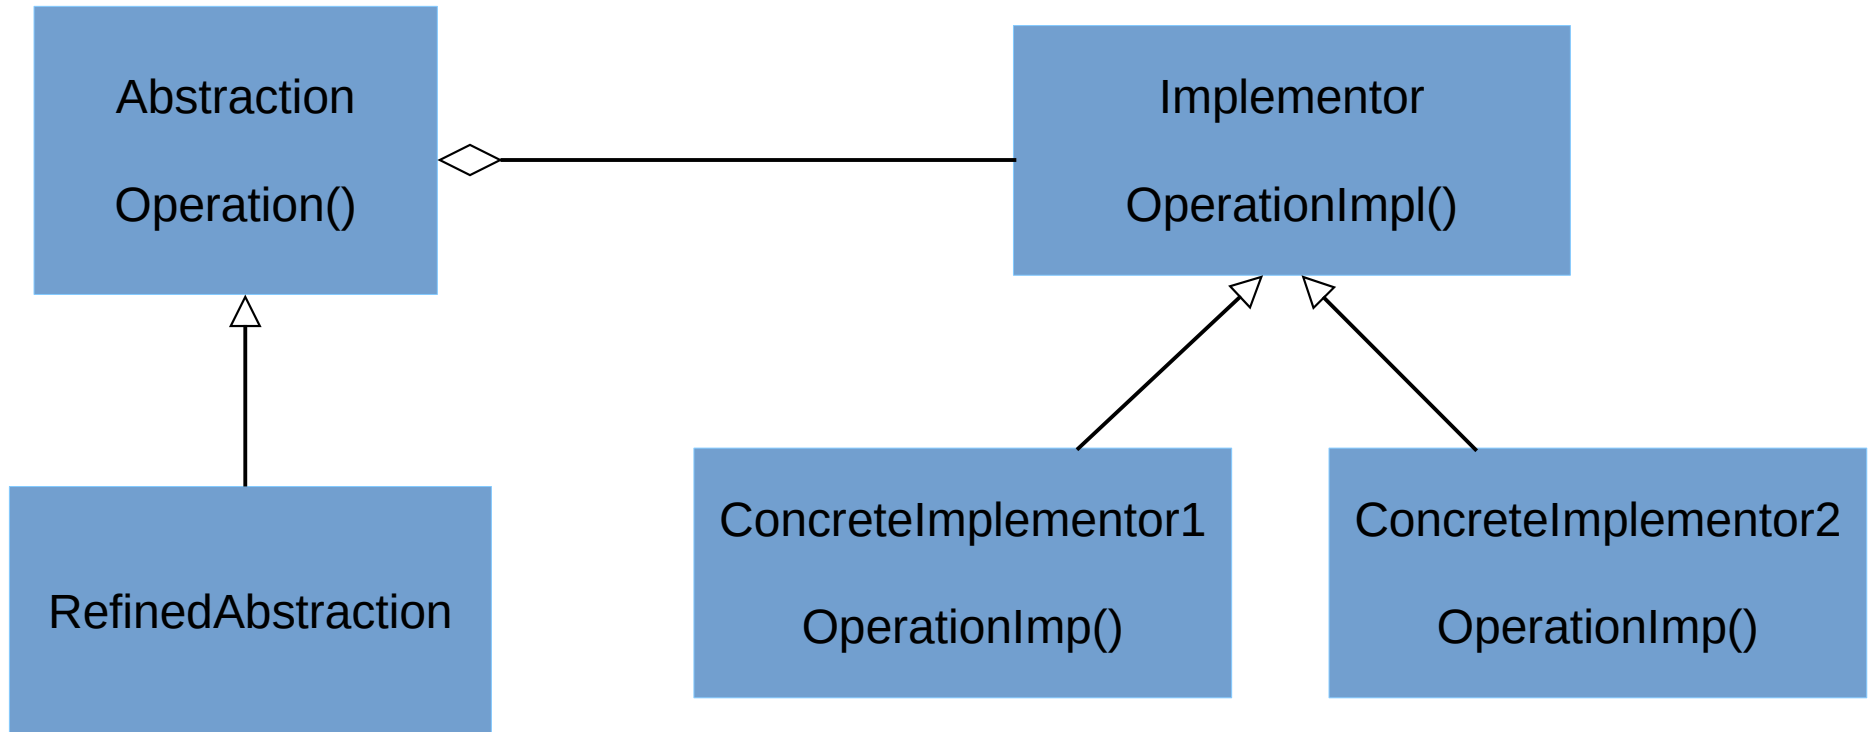 Abstraction
Operation()
Implementor
OperationImpl()
RefinedAbstraction
ConcreteImplementor1
OperationImp()
ConcreteImplementor2
OperationImp()